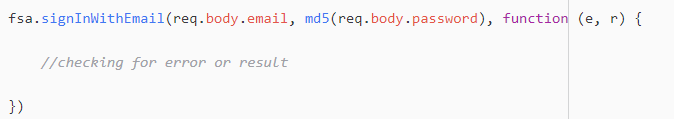 fsa.signInWithEmail(req.body.email, md5(req.body.password), function (e, r) {
//checking for error or result
})